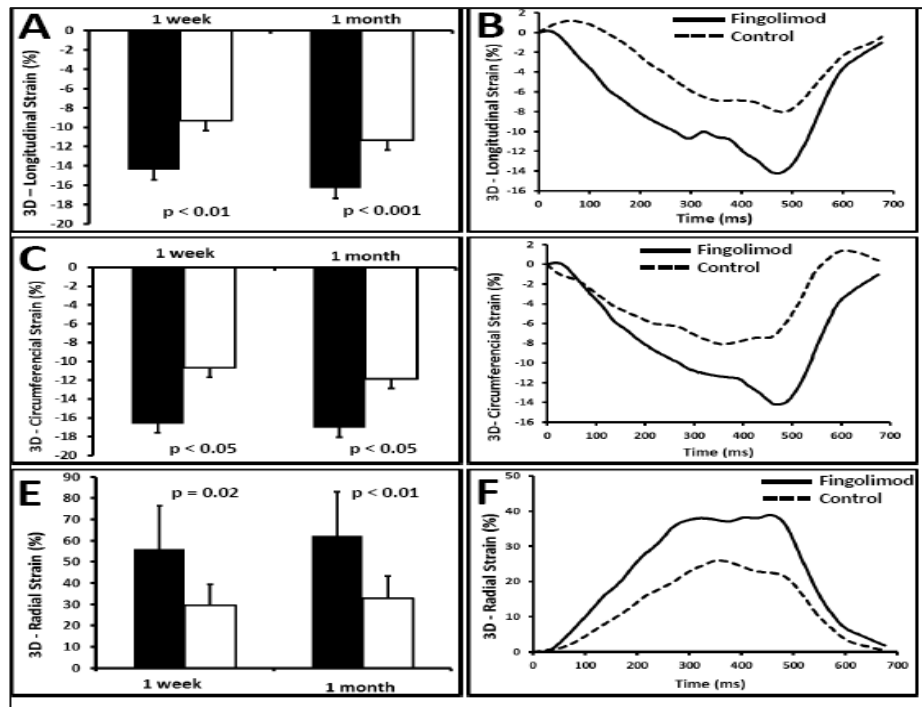 A
1 week
1 month
0
-2
-4
-6
-8
-10
-12
-14
-16
-18
-20
3D – Longitudinal Strain (%)
p < 0.01
p < 0.001
B
Fingolimod
Control
2
0
-2
-4
-6
-8
-10
-12
-14
-16
3D - Longitudinal Strain (%)
0 100 200 300 400 500 600 700
Time (ms)
C
1 week
1 month
0
-2
-4
-6
-8
-10
-12
-14
-16
-18
-20
3D - Circumferencial Strain (%)
p < 0.05
p < 0.05
Fingolimod
Control
2
0
-2
-4
-6
-8
-10
-12
-14
-16
3D- Circumferencial Strain (%)
0 100 200 300 400 500 600 700
Time (ms)
E
p = 0.02
p < 0.01
90
80
70
60
50
40
30
20
10
0
3D - Radial Strain (%)
1 week
1 month
F
Fingolimod
Control
50
40
30
20
10
0
3D - Radial Strain (%)
0 100 200 300 400 500 600 700
Time (ms)